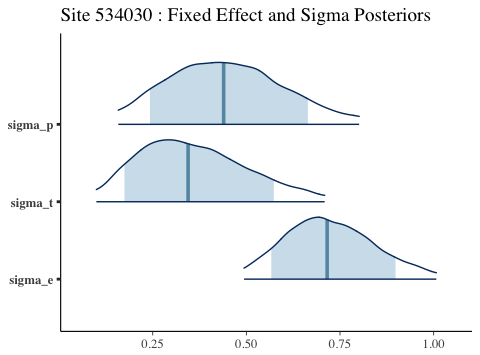 Site 534030 : Fixed Effect and Sigma Posteriors
sigma_p
sigma_t
sigma_e
0.25 0.50 0.75 1.00